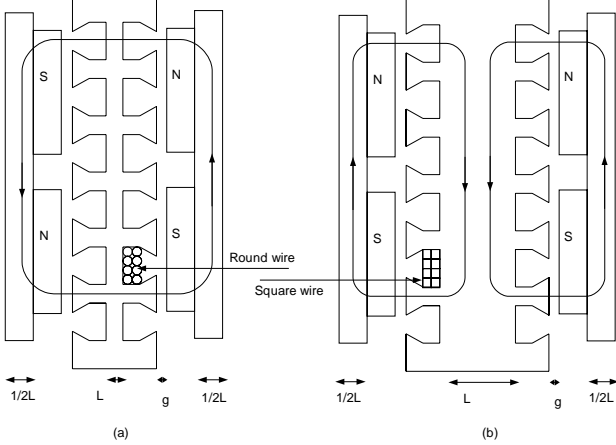 S N N N
N S S S
Round wire
Square wire
1/2L L g 1/2L 1/2L L g 1/2L
(a) (b)